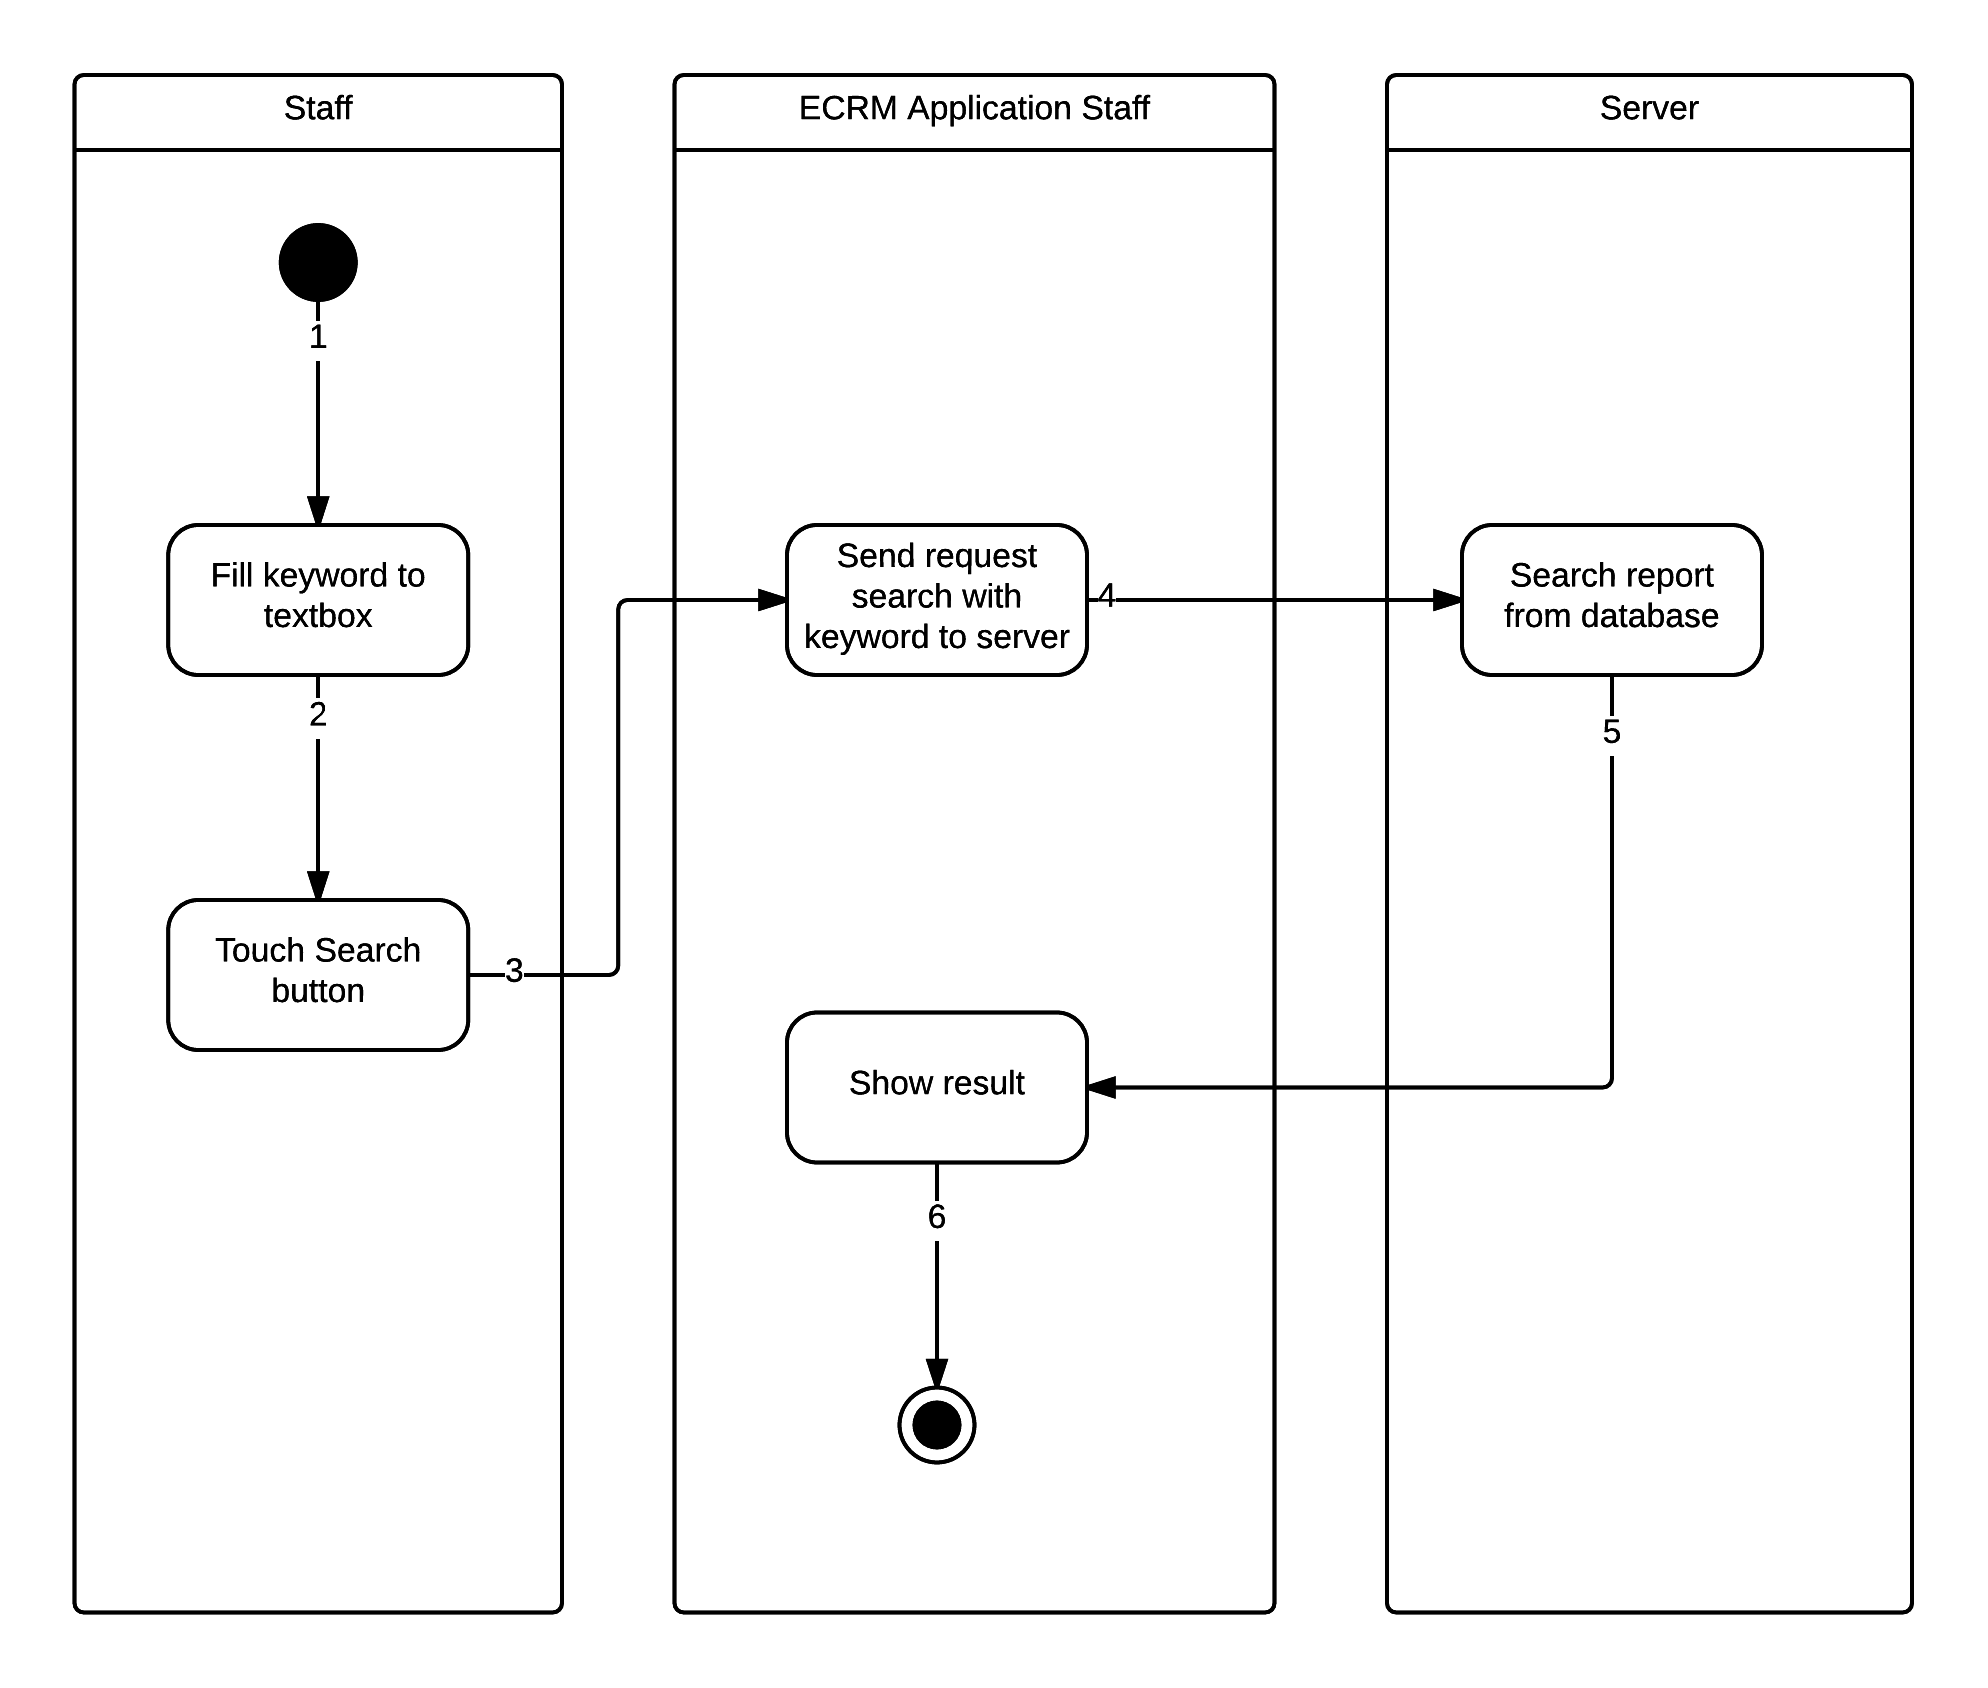 Staff
ECRM Application Staff
Server
1
Fill keyword to
textbox
2
Touch Search
button
3
Send request
search with
keyword to server
4
Search report
from database
5
Show result
6